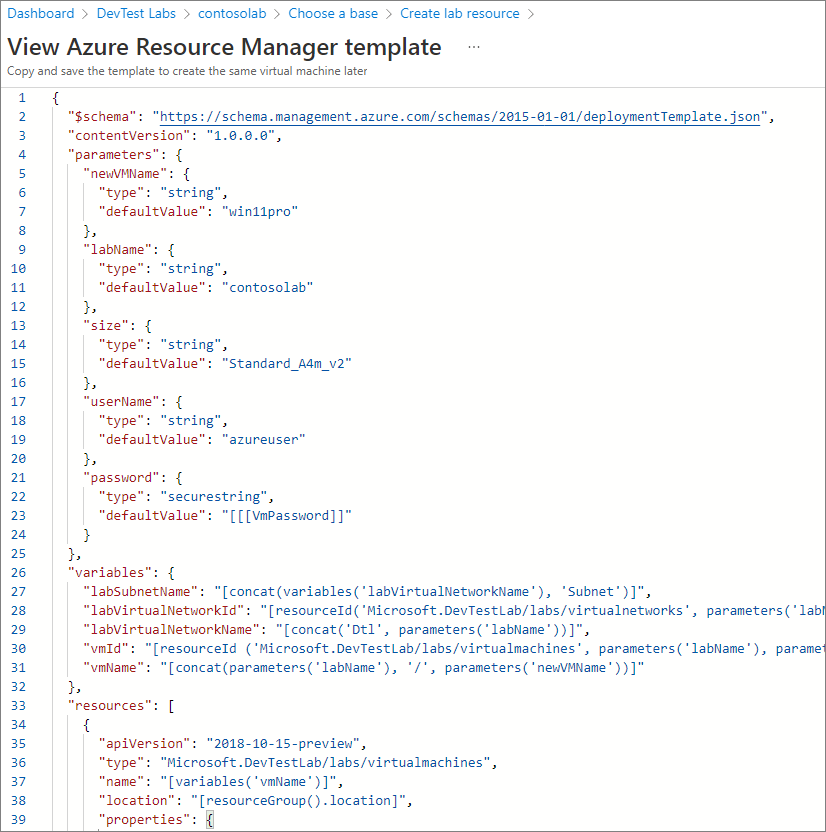 Dashboard > DevTest Labs > contosolab > Choose a base > Create lab resource >
View Azure Resource Manager template ...
Copy and save the template to create the same virtual machine later
1 {
2 "$schema": "https://schema.management.azure.com/schemas/2015-01-01/deploymentTemplate.json",
3 "contentVersion": "1.0.0.0",
4 "parameters": {
5 "newVMName": {
6 "type": "string",
7 "defaultValue": "win11pro"
8 },
9 "labName": {
10 "type": "string",
11 "defaultValue": "contosolab"
12 },
13 "size": {
14 "type": "string",
15 "defaultValue": "Standard_A4m_v2"
16 },
17 "userName": {
18 "type": "string",
19 "defaultValue": "azureuser"
20 },
21 "password": {
22 "type": "securestring",
23 "defaultValue": "[[[VmPassword]]"
24 }
25 },
26 "variables": {
27 "labSubnetName": "[concat(variables('labVirtualNetworkName'), 'Subnet')]",
28 "labVirtualNetworkId": "[resourceId('Microsoft.DevTestLab/labs/virtualnetworks', parameters('labN
29 "labVirtualNetworkName": "[concat('Dtl', parameters('labName'))]",
30 "vmId": "[resourceId ('Microsoft.DevTestLab/labs/virtualmachines', parameters('labName'), paramet
31 "vmName": "[concat(parameters('labName'), '/', parameters('newVMName'))]"
32 },
33 "resources": [
34 {
35 "apiVersion": "2018-10-15-preview",
36 "type": "Microsoft.DevTestLab/labs/virtualmachines",
37 "name": "[variables('vmName')]",
38 "location": "[resourceGroup().location]",
39 "properties": {